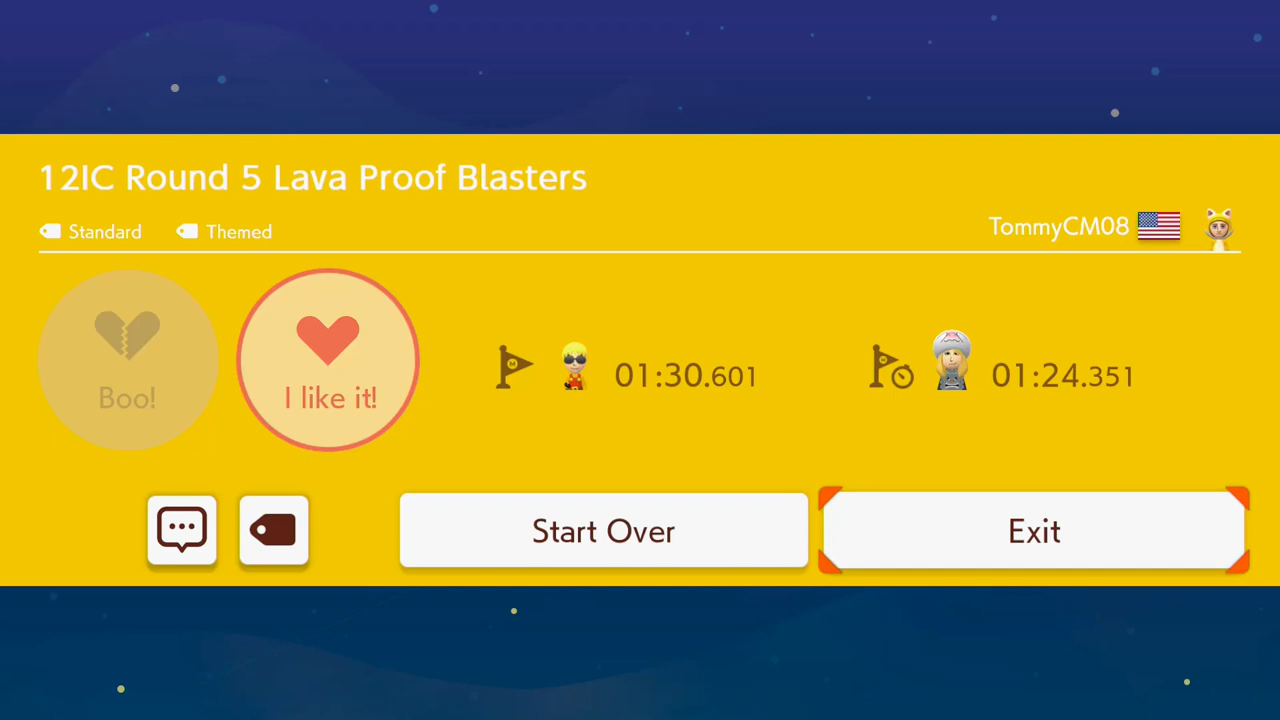 12IC Round 5 Lava Proof Blasters
Standard Themed
TommyCM08
Boo!
I like it!
M 01:30.601
M 01:24.351
Start Over
Exit